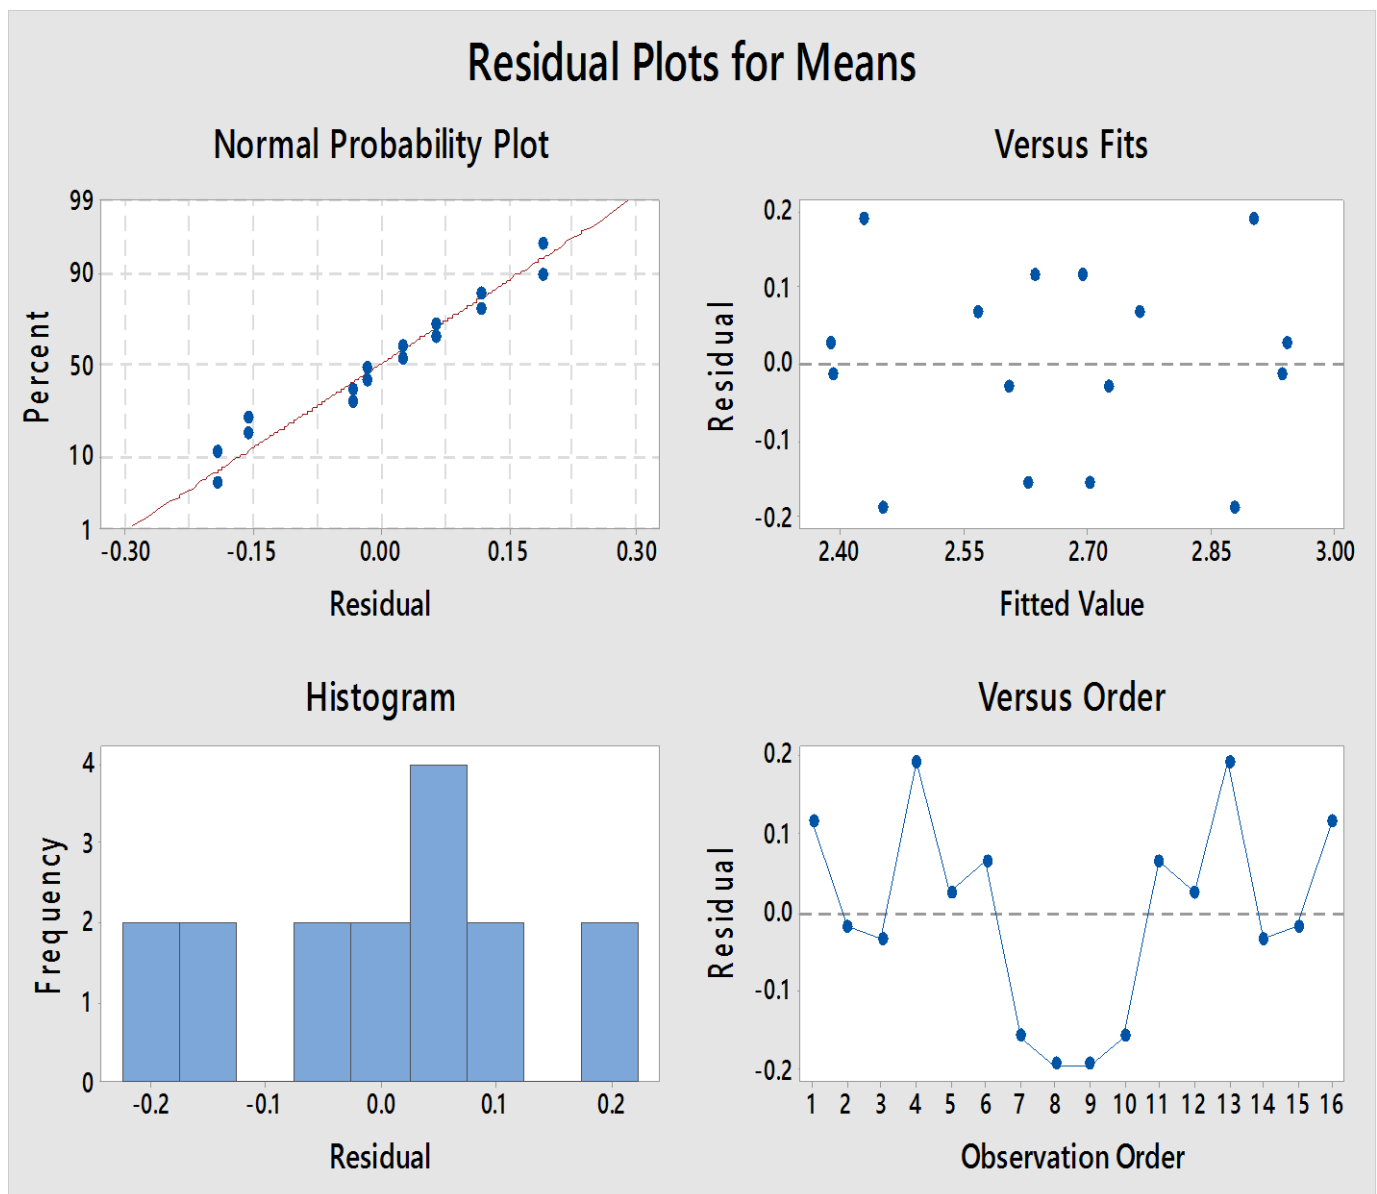 Residual Plots for Means
Normal Probability Plot
99
90
50
10
1
Percent
-0.30 -0.15 0.00 0.15 0.30
Residual
Versus Fits
0.2
0.1
0.0
-0.1
-0.2
Residual
2.40 2.55 2.70 2.85 3.00
Fitted Value
Histogram
4
3
2
1
0
Frequency
-0.2 -0.1 0.0 0.1 0.2
Residual
Versus Order
0.2
0.1
0.0
-0.1
-0.2
Residual
1 2 3 4 5 6 7 8 9 10 11 12 13 14 15 16
Observation Order